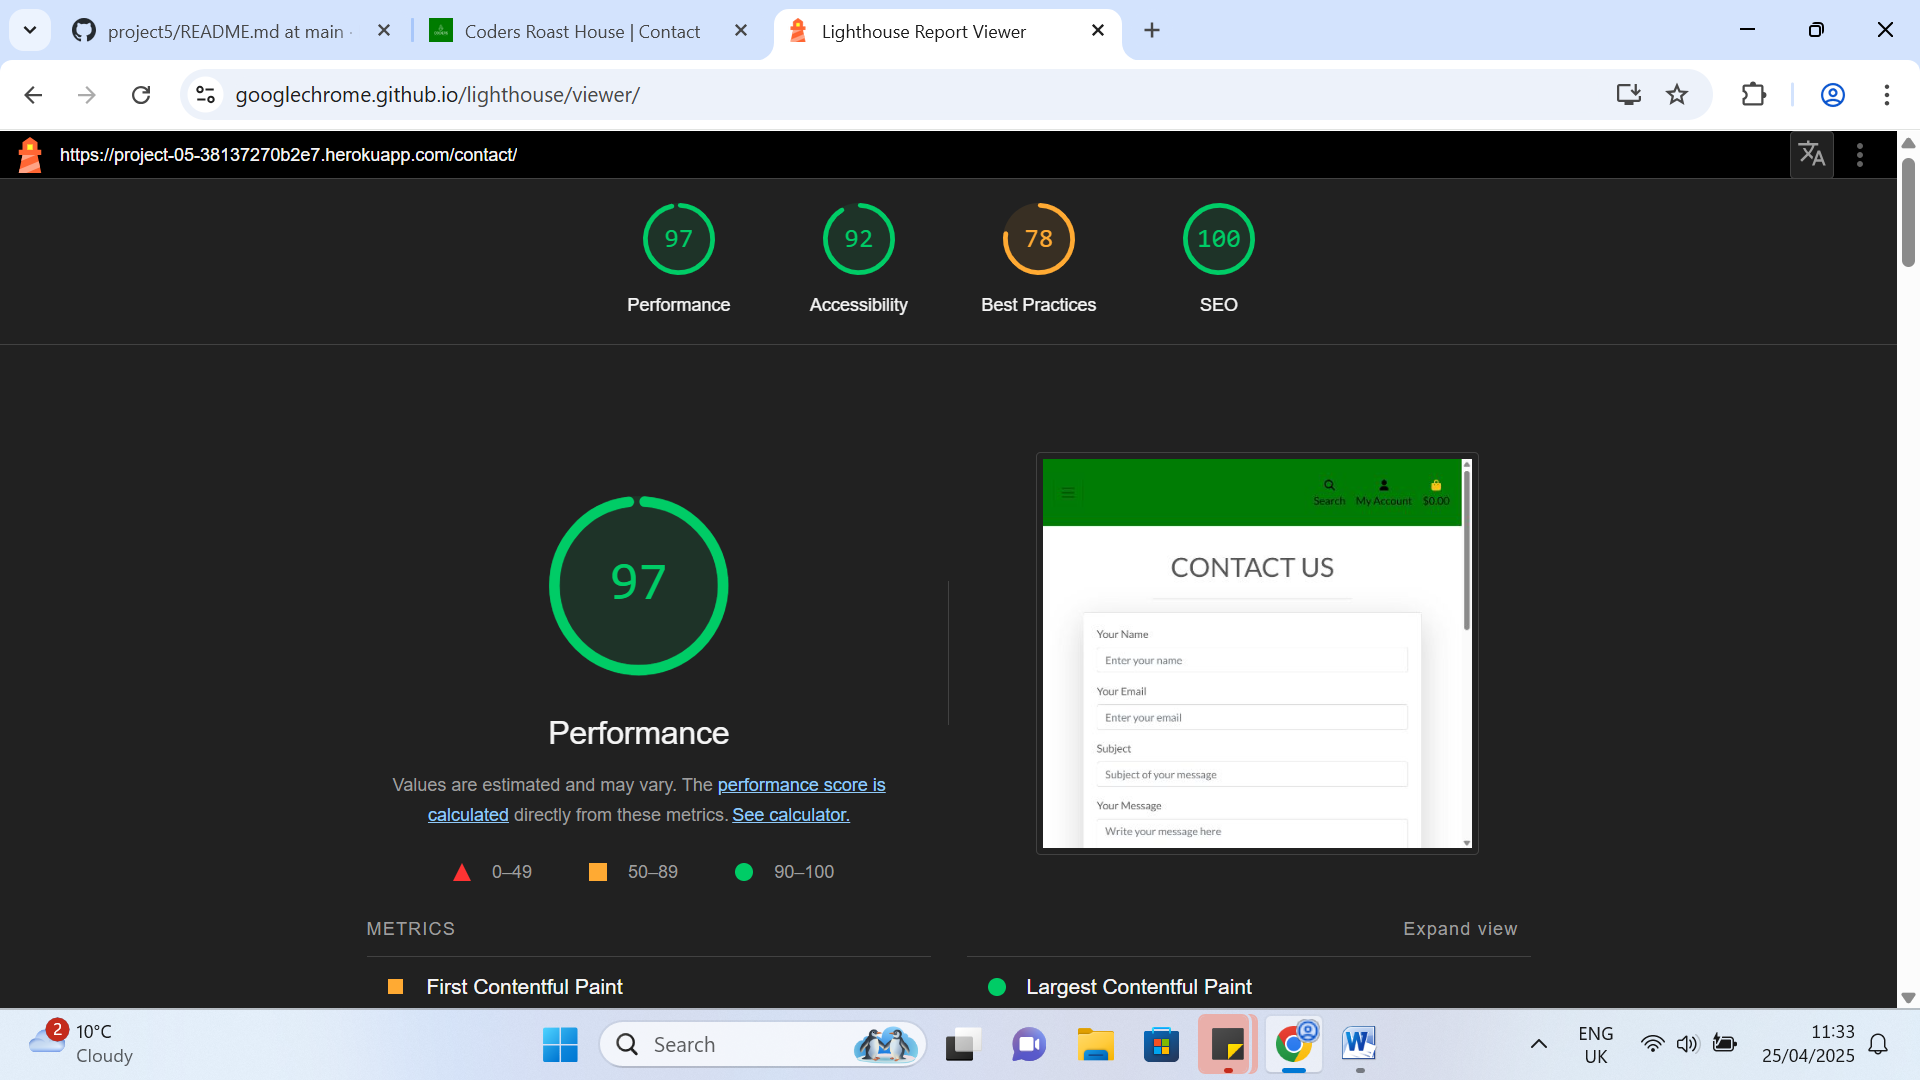 project5/README.md at main ·
Coders Roast House | Contact
Lighthouse Report Viewer
googlechrome.github.io/lighthouse/viewer/
https://project-05-38137270b2e7.herokuapp.com/contact/
97
92
78
100
Performance
Accessibility
Best Practices
SEO
97
Performance
Values are estimated and may vary. The performance score is
calculated directly from these metrics. See calculator.
0–49
50–89
90–100
Search
My Account
$0.00
CONTACT US
Your Name
Enter your name
Your Email
Enter your email
Subject
Subject of your message
Your Message
Write your message here
METRICS
Expand view
First Contentful Paint
Largest Contentful Paint
2
10°C
Cloudy
Search
ENG
UK
11:33
25/04/2025